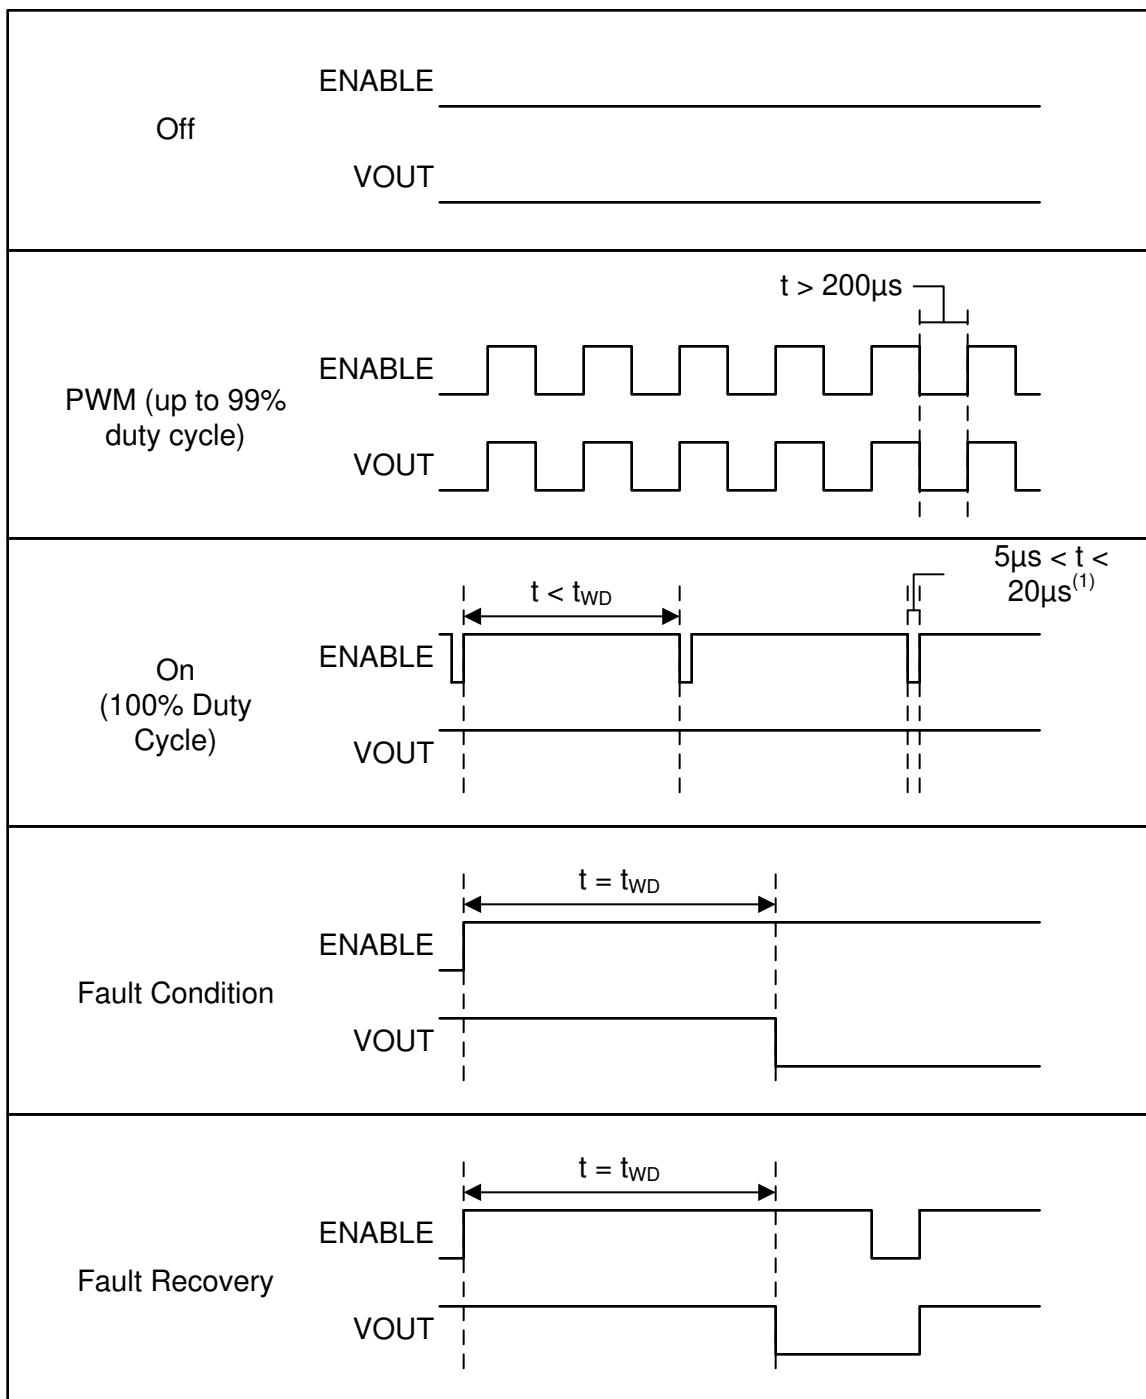 Off
ENABLE
VOUT
PWM (up to 99%
duty cycle)
t > 200µs
ENABLE
VOUT
On
(100% Duty
Cycle)
t < tWD
5µs < t <
20µs(1)
ENABLE
VOUT
Fault Condition
t = tWD
ENABLE
VOUT
Fault Recovery
t = tWD
ENABLE
VOUT